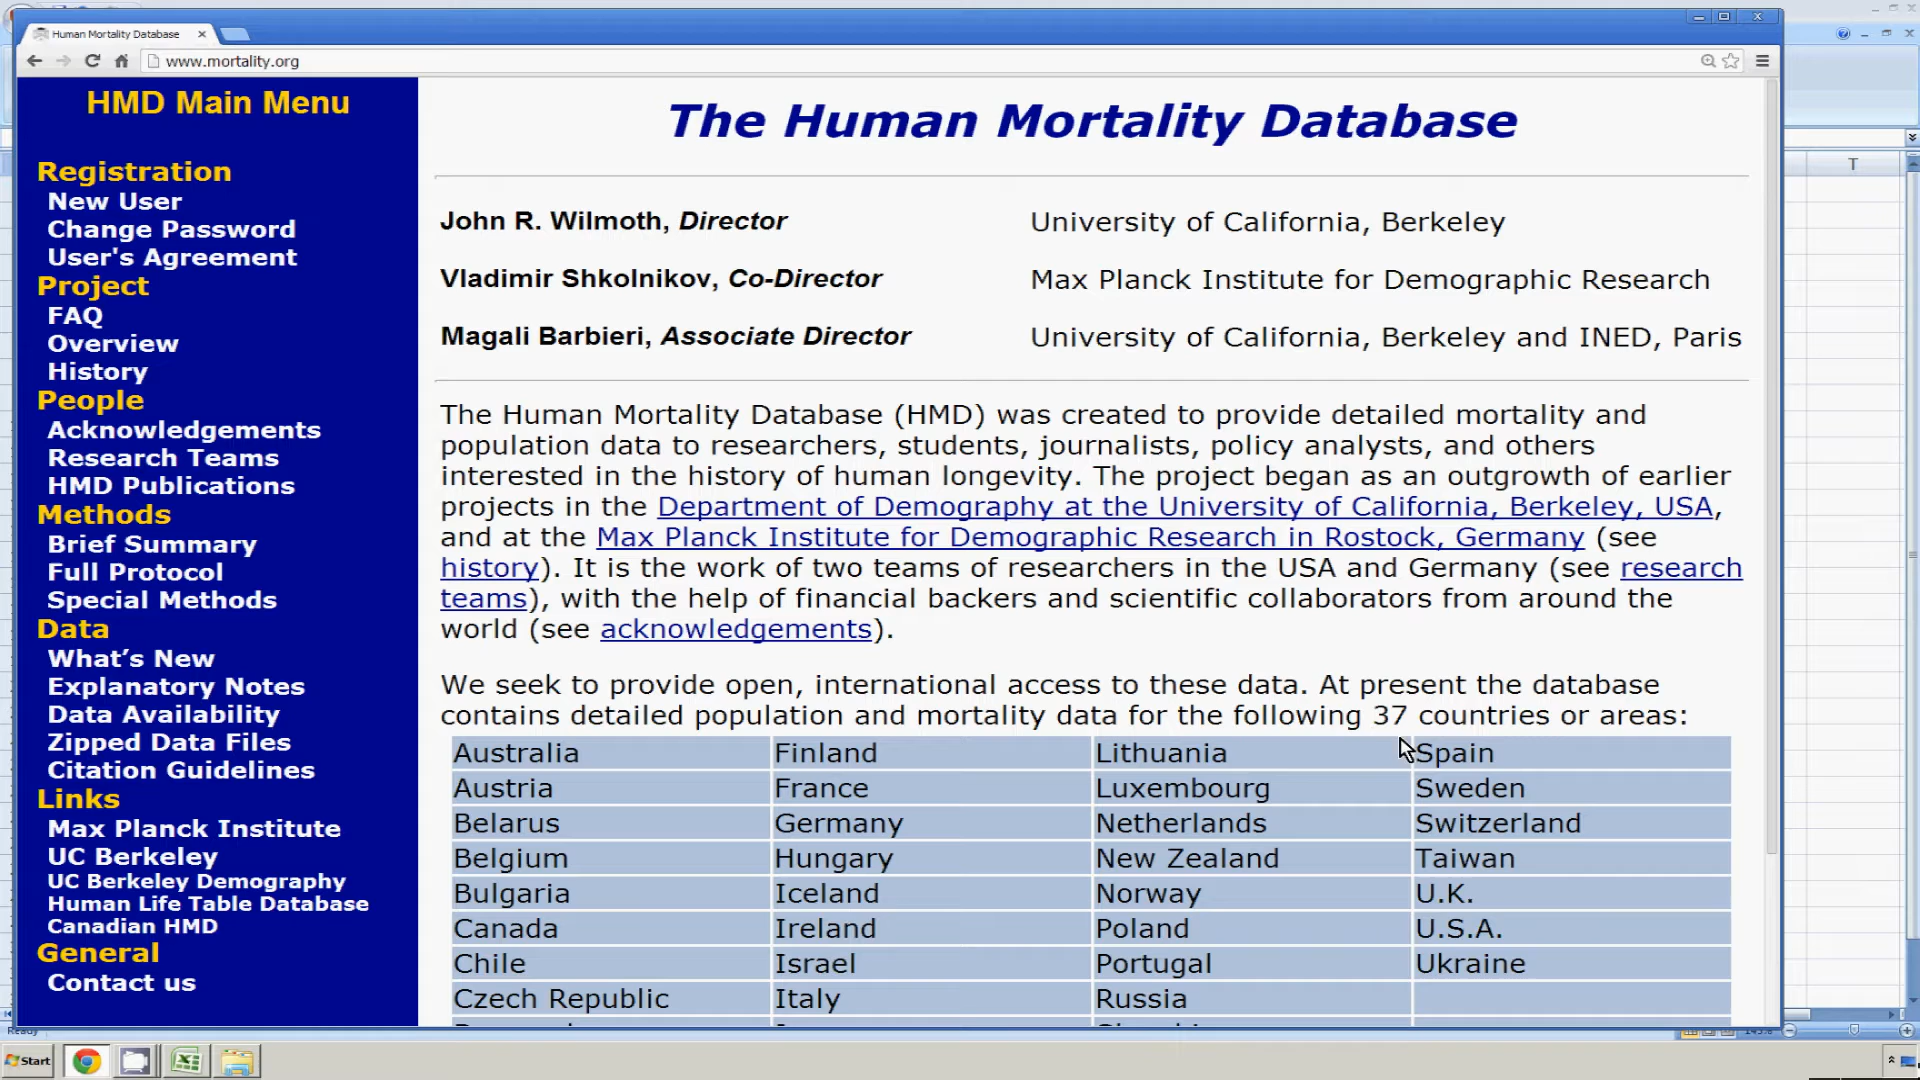 Human Mortality Database
www.mortality.org
HMD Main Menu
Registration
New User
Change Password
User's Agreement
Project
FAQ
Overview
History
People
Acknowledgements
Research Teams
HMD Publications
Methods
Brief Summary
Full Protocol
Special Methods
Data
What's New
Explanatory Notes
Data Availability
Zipped Data Files
Citation Guidelines
Links
Max Planck Institute
UC Berkeley
UC Berkeley Demography
Human Life Table Database
Canadian HMD
General
Contact us
The Human Mortality Database
John R. Wilmoth, Director University of California, Berkeley
Vladimir Shkolnikov, Co-Director Max Planck Institute for Demographic Research
Magali Barbieri, Associate Director University of California, Berkeley and INED, Paris
The Human Mortality Database (HMD) was created to provide detailed mortality and
population data to researchers, students, journalists, policy analysts, and others
interested in the history of human longevity. The project began as an outgrowth of earlier
projects in the Department of Demography at the University of California, Berkeley, USA,
and at the Max Planck Institute for Demographic Research in Rostock, Germany (see
history). It is the work of two teams of researchers in the USA and Germany (see research
teams), with the help of financial backers and scientific collaborators from around the
world (see acknowledgements).
We seek to provide open, international access to these data. At present the database
contains detailed population and mortality data for the following 37 countries or areas:
Australia Finland Lithuania Spain
Austria France Luxembourg Sweden
Belarus Germany Netherlands Switzerland
Belgium Hungary New Zealand Taiwan
Bulgaria Iceland Norway U.K.
Canada Ireland Poland U.S.A.
Chile Israel Portugal Ukraine
Czech Republic Italy Russia
T
Ready
Start